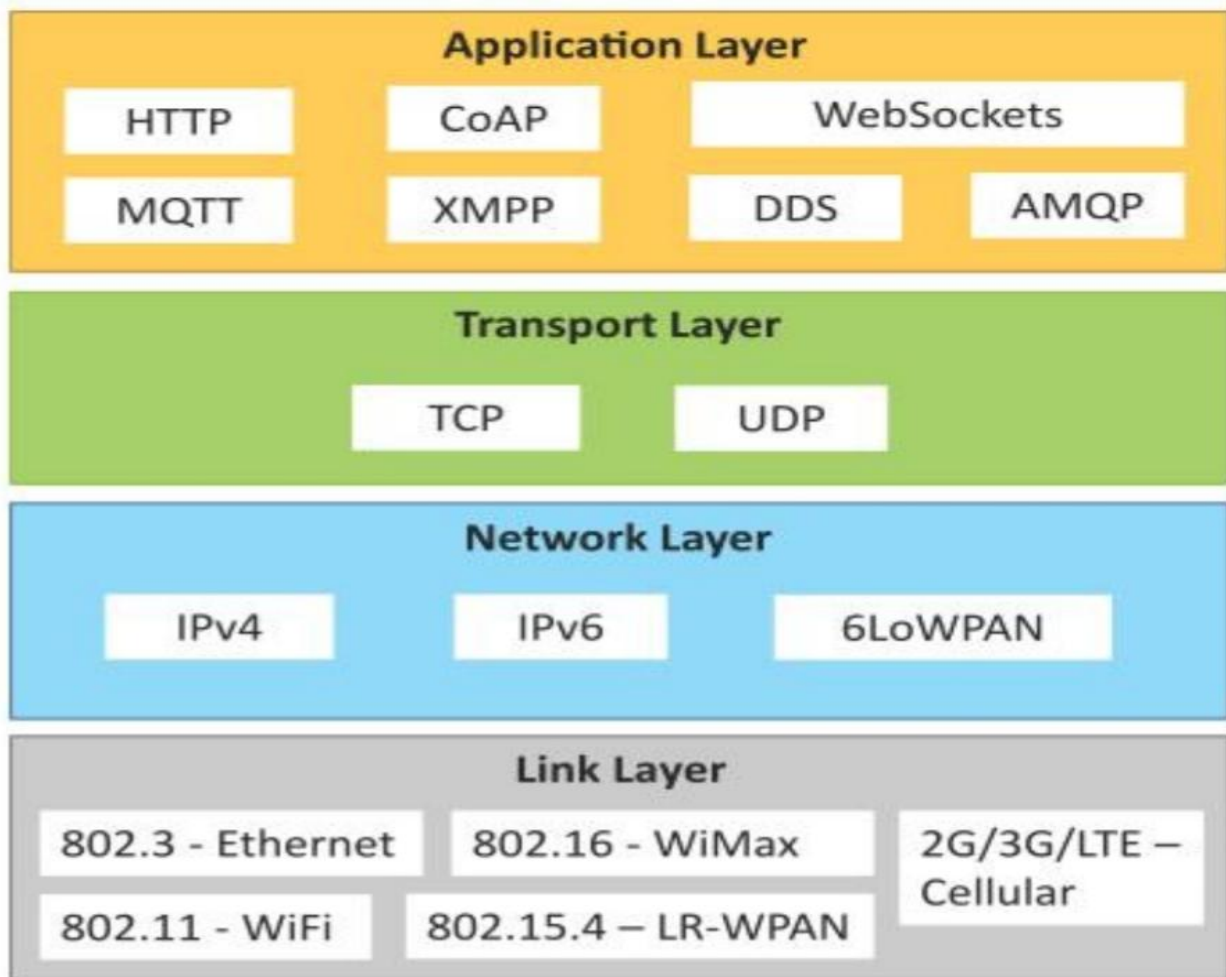 Application Layer
HTTP
CoAP
WebSockets
MQTT
XMPP
DDS
AMQP
Transport Layer
TCP
UDP
Network Layer
IPv4
IPv6
6LoWPAN
Link Layer
802.3 - Ethernet
802.16 - WiMax
2G/3G/LTE –
Cellular
802.11 - WiFi
802.15.4 – LR-WPAN